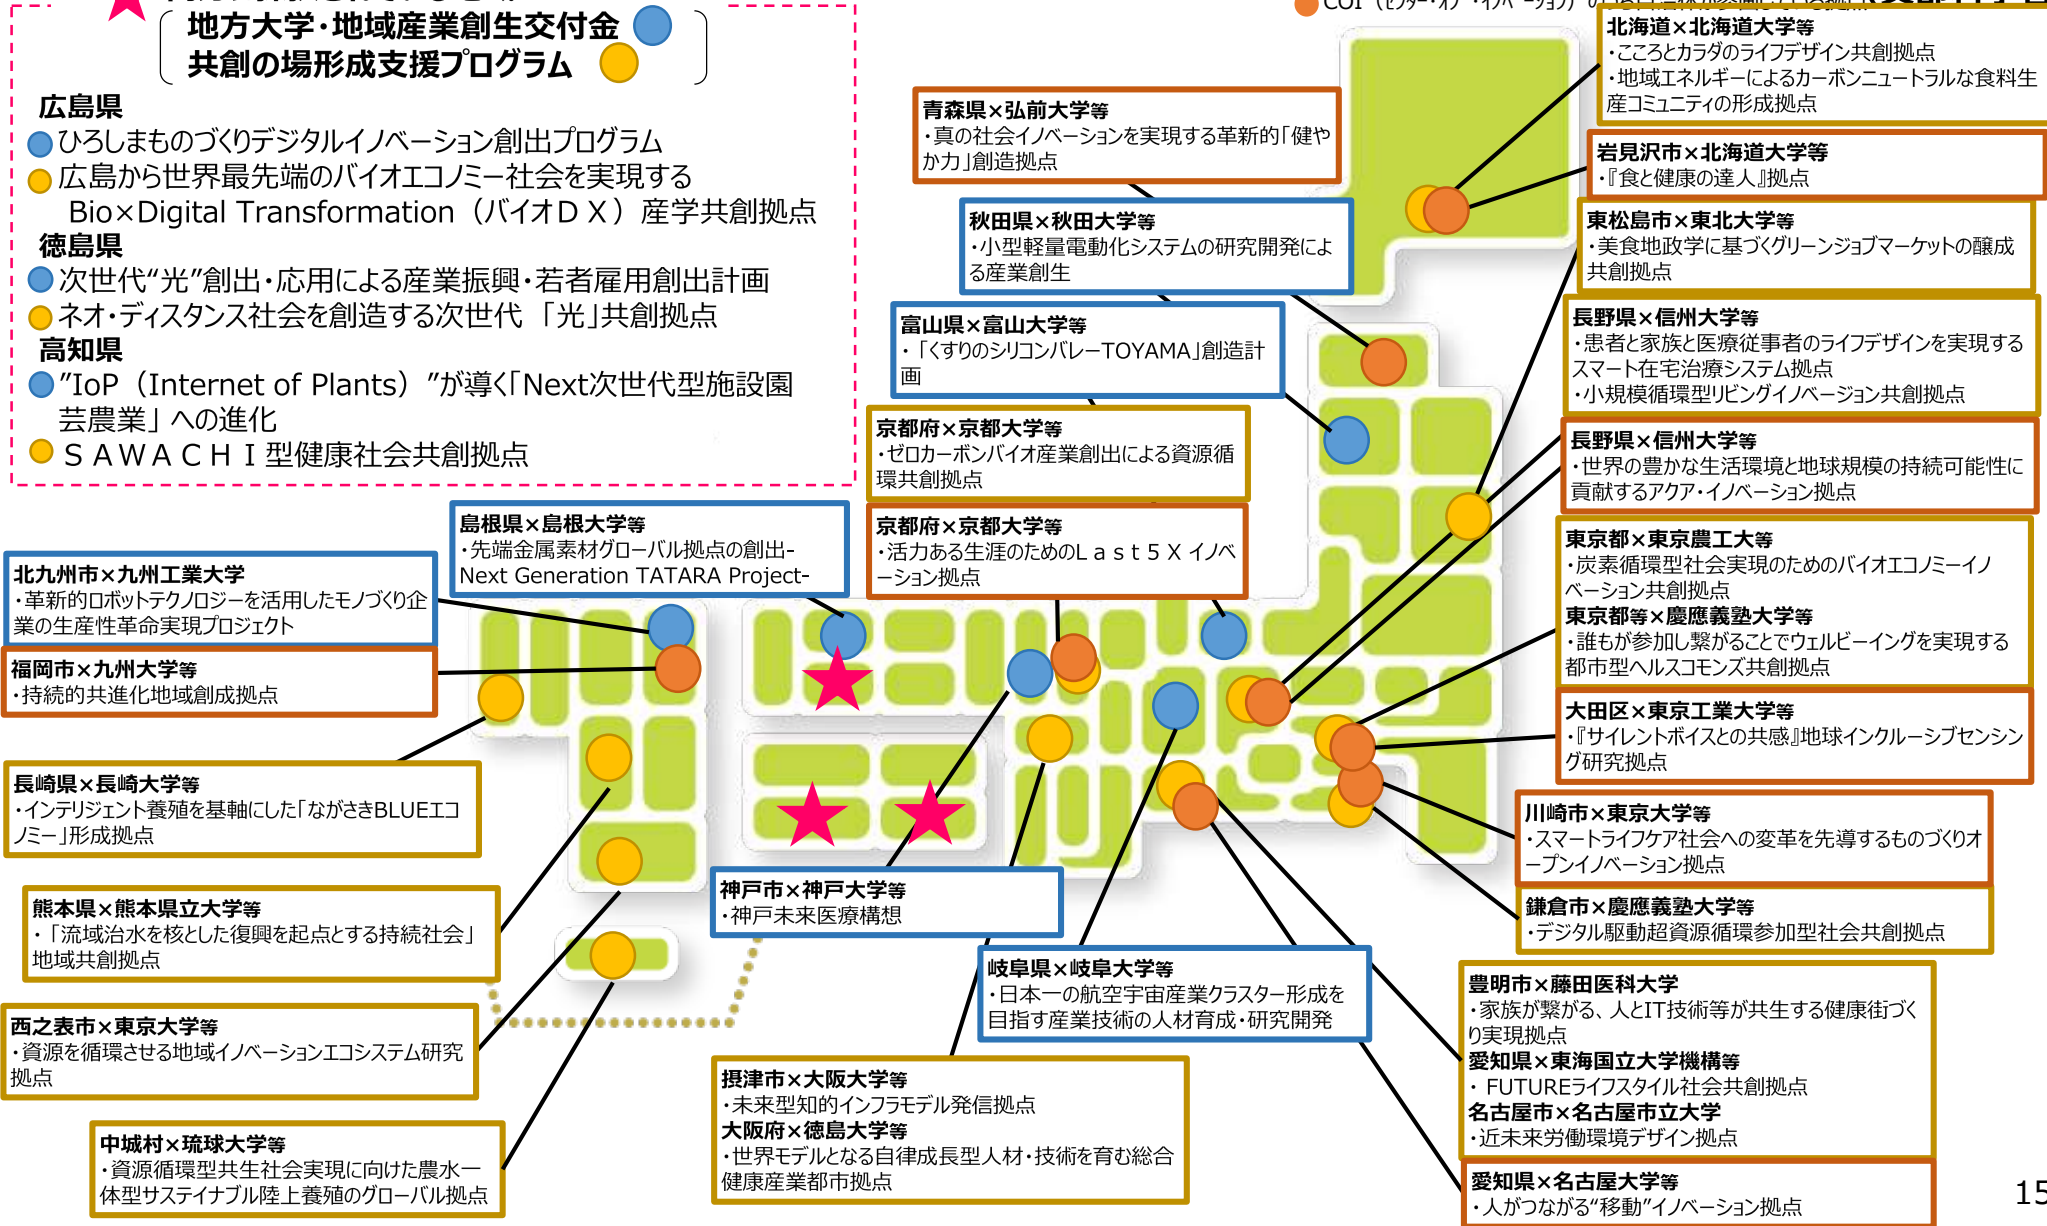 地方大学・地域産業創生交付金
共創の場形成支援プログラム
広島県
ひろしまものづくりデジタルイノベーション創出プログラム
広島から世界最先端のバイオエコノミー社会を実現する
Bio×Digital Transformation（バイオＤＸ）産学共創拠点
徳島県
次世代“光”創出・応用による産業振興・若者雇用創出計画
ネオ・ディスタンス社会を創造する次世代「光」共創拠点
高知県
”IoP（Internet of Plants）”が導く「Next次世代型施設園
芸農業」への進化
ＳＡＷＡＣＨＩ型健康社会共創拠点
北海道×北海道大学等
・こころとカラダのライフデザイン共創拠点
・地域エネルギーによるカーボンニュートラルな食料生
産コミュニティの形成拠点
青森県×弘前大学等
・真の社会イノベーションを実現する革新的「健や
か力」創造拠点
岩見沢市×北海道大学等
・『食と健康の達人』拠点
秋田県×秋田大学等
・小型軽量電動化システムの研究開発によ
る産業創生
東松島市×東北大学等
・美食地政学に基づくグリーンジョブマーケットの醸成
共創拠点
富山県×富山大学等
・「くすりのシリコンバレーTOYAMA」創造計
画
長野県×信州大学等
・患者と家族と医療従事者のライフデザインを実現する
スマート在宅治療システム拠点
・小規模循環型リビングイノベーション共創拠点
京都府×京都大学等
・ゼロカーボンバイオ産業創出による資源循
環共創拠点
長野県×信州大学等
・世界の豊かな生活環境と地球規模の持続可能性に
貢献するアクア・イノベーション拠点
島根県×島根大学等
・先端金属素材グローバル拠点の創出-
Next Generation TATARA Project-
京都府×京都大学等
・活力ある生涯のためのＬａｓｔ５Ｘイノベ
ーション拠点
東京都×東京農工大等
・炭素循環型社会実現のためのバイオエコノミーイノ
ベーション共創拠点
東京都等×慶應義塾大学等
・誰もが参加し繋がることでウェルビーイングを実現する
都市型ヘルスコモンズ共創拠点
北九州市×九州工業大学
・革新的ロボットテクノロジーを活用したモノづくり企
業の生産性革命実現プロジェクト
福岡市×九州大学等
・持続的共進化地域創成拠点
大田区×東京工業大学等
・『サイレントボイスとの共感』地球インクルーシブセンシン
グ研究拠点
長崎県×長崎大学等
・インテリジェント養殖を基軸にした「ながさきBLUEエコ
ノミー」形成拠点
川崎市×東京大学等
・スマートライフケア社会への変革を先導するものづくりオ
ープンイノベーション拠点
神戸市×神戸大学等
・神戸未来医療構想
熊本県×熊本県立大学等
・「流域治水を核とした復興を起点とする持続社会」
地域共創拠点
鎌倉市×慶應義塾大学等
・デジタル駆動超資源循環参加型社会共創拠点
岐阜県×岐阜大学等
・日本一の航空宇宙産業クラスター形成を
目指す産業技術の人材育成・研究開発
豊明市×藤田医科大学
・家族が繋がる、人とIT技術等が共生する健康街づく
り実現拠点
愛知県×東海国立大学機構等
・FUTUREライフスタイル社会共創拠点
名古屋市×名古屋市立大学
・近未来労働環境デザイン拠点
西之表市×東京大学等
・資源を循環させる地域イノベーションエコシステム研究
拠点
摂津市×大阪大学等
・未来型知的インフラモデル発信拠点
大阪府×徳島大学等
・世界モデルとなる自律成長型人材・技術を育む総合
健康産業都市拠点
中城村×琉球大学等
・資源循環型共生社会実現に向けた農水一
体型サステイナブル陸上養殖のグローバル拠点
愛知県×名古屋大学等
・人がつながる“移動”イノベーション拠点
15